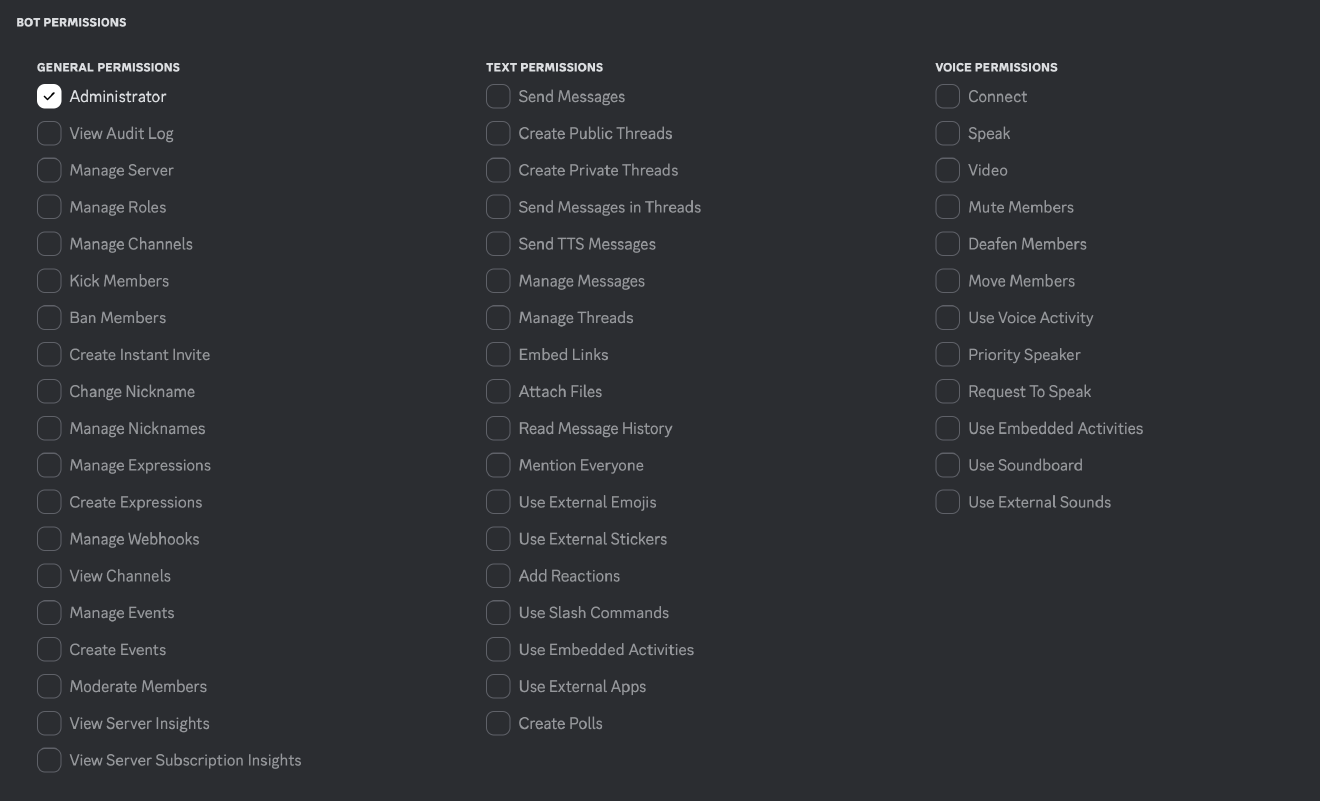 BOT PERMISSIONS
GENERAL PERMISSIONS
Administrator
View Audit Log
Manage Server
Manage Roles
Manage Channels
Kick Members
Ban Members
Create Instant Invite
Change Nickname
Manage Nicknames
Manage Expressions
Create Expressions
Manage Webhooks
View Channels
Manage Events
Create Events
Moderate Members
View Server Insights
View Server Subscription Insights
TEXT PERMISSIONS
Send Messages
Create Public Threads
Create Private Threads
Send Messages in Threads
Send TTS Messages
Manage Messages
Manage Threads
Embed Links
Attach Files
Read Message History
Mention Everyone
Use External Emojis
Use External Stickers
Add Reactions
Use Slash Commands
Use Embedded Activities
Use External Apps
Create Polls
VOICE PERMISSIONS
Connect
Speak
Video
Mute Members
Deafen Members
Move Members
Use Voice Activity
Priority Speaker
Request To Speak
Use Embedded Activities
Use Soundboard
Use External Sounds